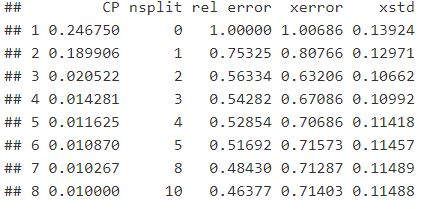 ##         CP nsplit rel error  xerror    xstd
## 1 0.246750      0   1.00000 1.00686 0.13924
## 2 0.189906      1   0.75325 0.80766 0.12971
## 3 0.020522      2   0.56334 0.63206 0.10662
## 4 0.014281      3   0.54282 0.67086 0.10992
## 5 0.011625      4   0.52854 0.70686 0.11418
## 6 0.010870      5   0.51692 0.71573 0.11457
## 7 0.010267      8   0.48430 0.71287 0.11489
## 8 0.010000     10   0.46377 0.71403 0.11488